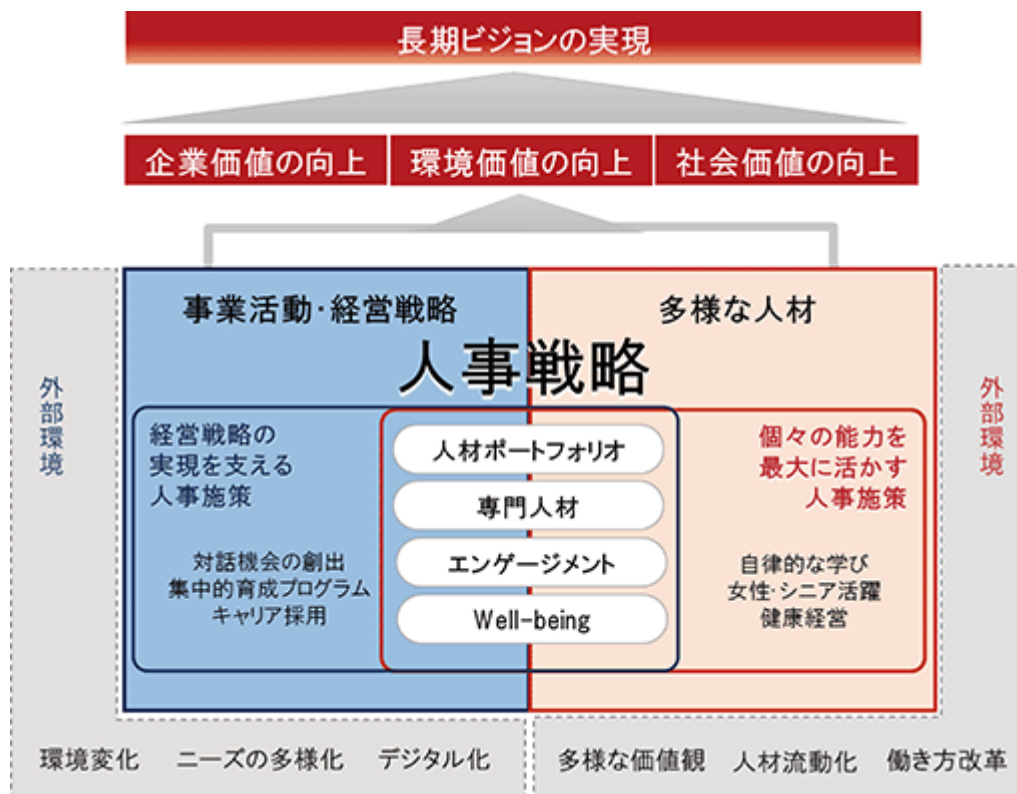 長期ビジョンの実現
企業価値の向上
環境価値の向上
社会価値の向上
事業活動・経営戦略
多様な人材
人事戦略
外部環境
経営戦略の
実現を支える
人事施策
対話機会の創出
集中的育成プログラム
キャリア採用
人材ポートフォリオ
専門人材
エンゲージメント
Well-being
個々の能力を
最大に活かす
人事施策
自律的な学び
女性・シニア活躍
健康経営
外部環境
環境変化
ニーズの多様化
デジタル化
多様な価値観
人材流動化
働き方改革